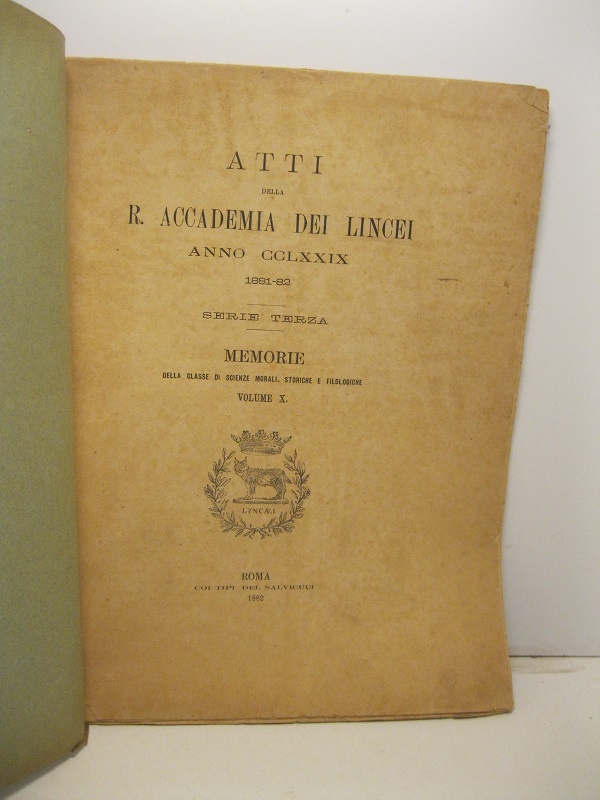 ATTI
DELLA
R. ACCADEMIA DEI LINCEI
ANNO CCLXXIX
1881-82
SERIE TERZA
MEMORIE
DELLA CLASSE DI SCIENZE MORALI, STORICHE E FILOLOGICHE
VOLUME X.
LYNCÆI
ROMA
COI TIPI DEL SALVIUCCI
1882